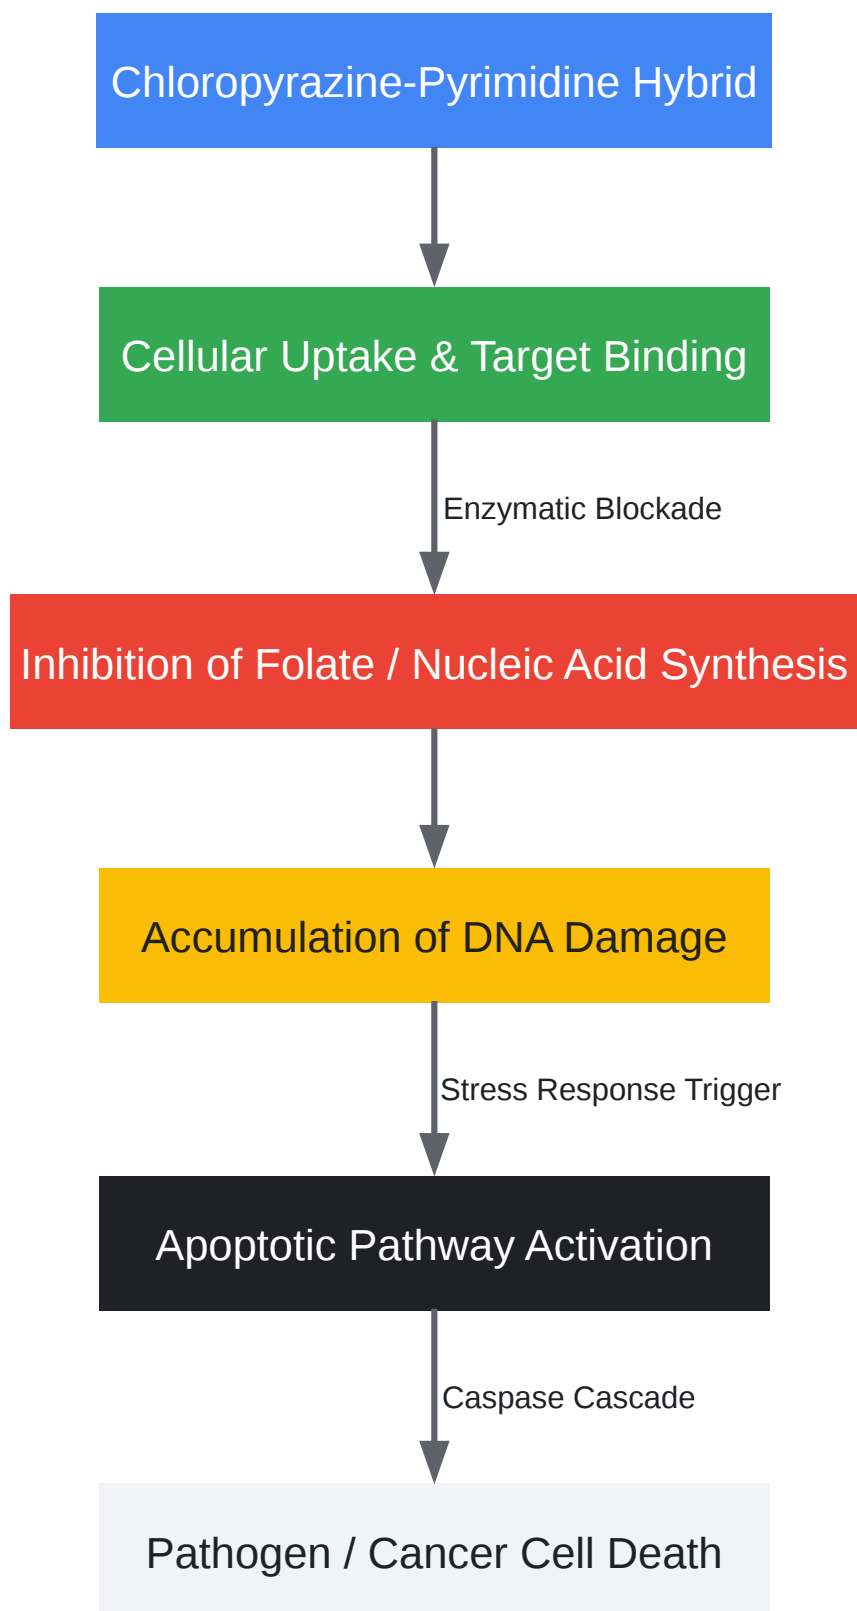 Chloropyrazine-Pyrimidine Hybrid
Cellular Uptake & Target Binding
Enzymatic Blockade
Inhibition of Folate / Nucleic Acid Synthesis
Accumulation of DNA Damage
Stress Response Trigger
Apoptotic Pathway Activation
Caspase Cascade
Pathogen / Cancer Cell Death